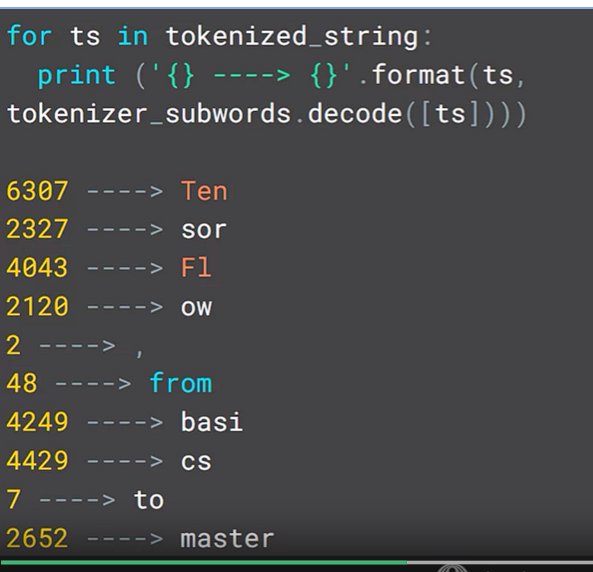 for ts in tokenized_string:
  print ('{} ----> {}'.format(ts,
tokenizer_subwords.decode([ts])))

6307 ----> Ten
2327 ----> sor
4043 ----> Fl
2120 ----> ow
2 ----> ,
48 ----> from
4249 ----> basi
4429 ----> cs
7 ----> to
2652 ----> master